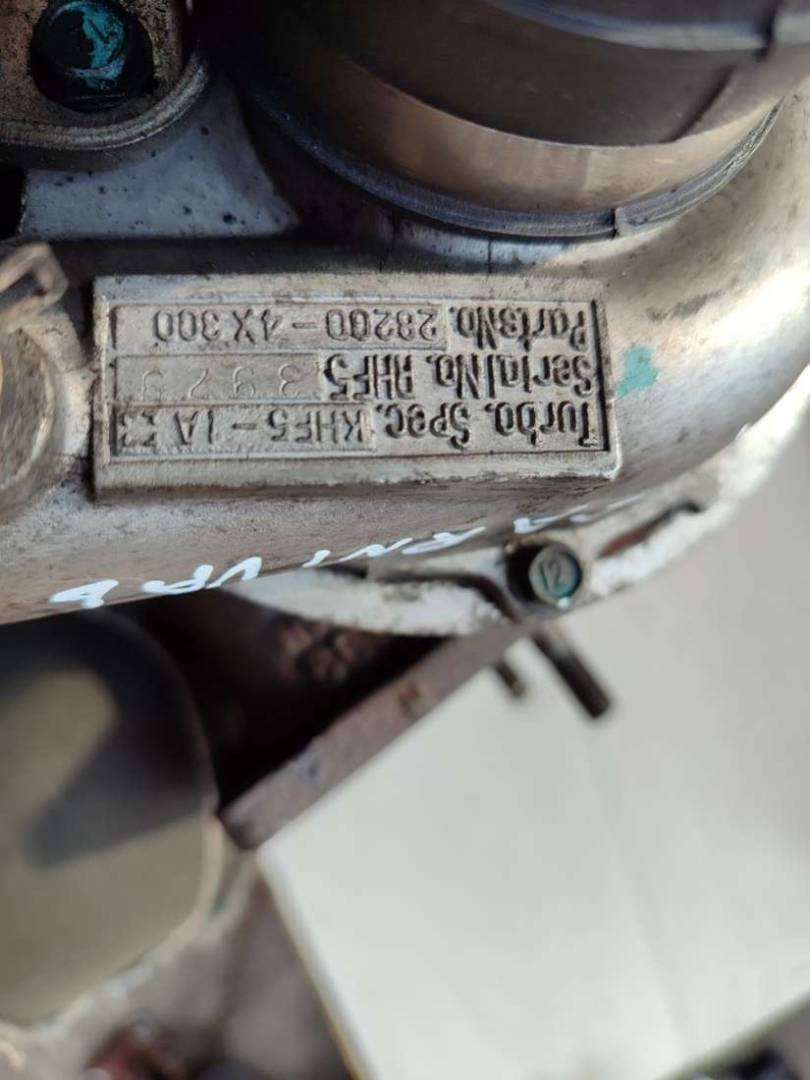 Turbo. Spec. KHF5-1A
Serial No. RHF5
Parts No. 28200-4X300
12